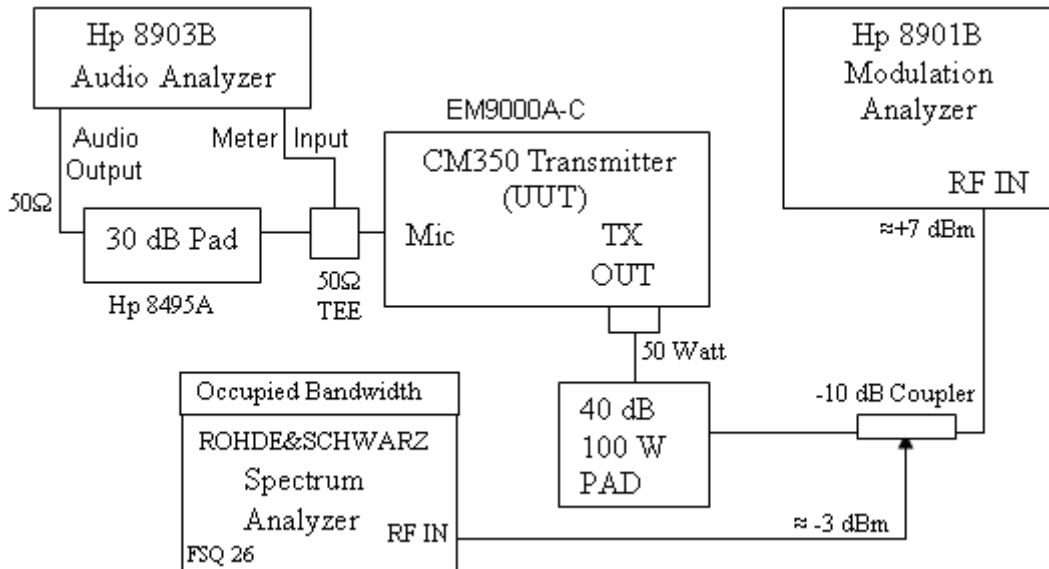 Hp 8903B
Audio Analyzer
Audio
Output
Meter
Input
50Ω
30 dB Pad
Hp 8495A
50Ω
TEE
EM9000A-C
CM350 Transmitter
(UUT)
Mic
TX
OUT
50 Watt
40 dB
100 W
PAD
Hp 8901B
Modulation
Analyzer
RF IN
≈+7 dBm
-10 dB Coupler
≈ -3 dBm
Occupied Bandwidth
ROHDE&SCHWARZ
Spectrum
Analyzer
RF IN
FSQ 26